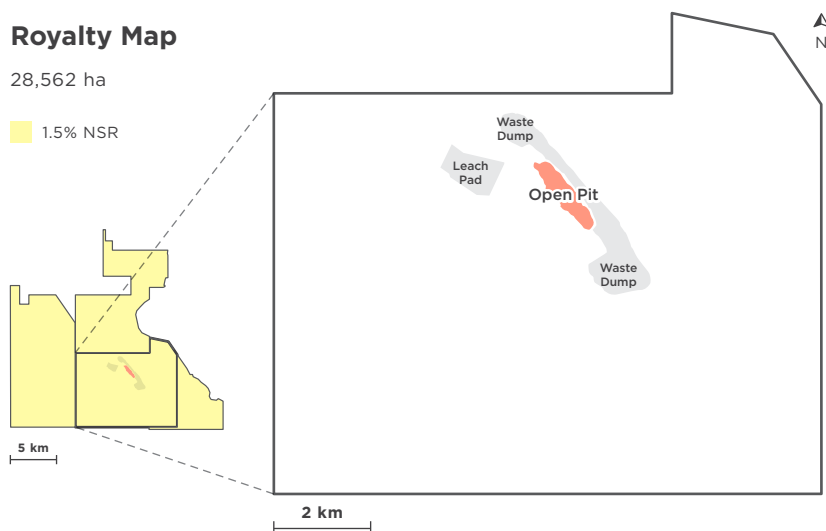 Royalty Map
28,562 ha
1.5% NSR
N
Waste
Dump
Leach
Pad
Open Pit
Waste
Dump
5 km
2 km